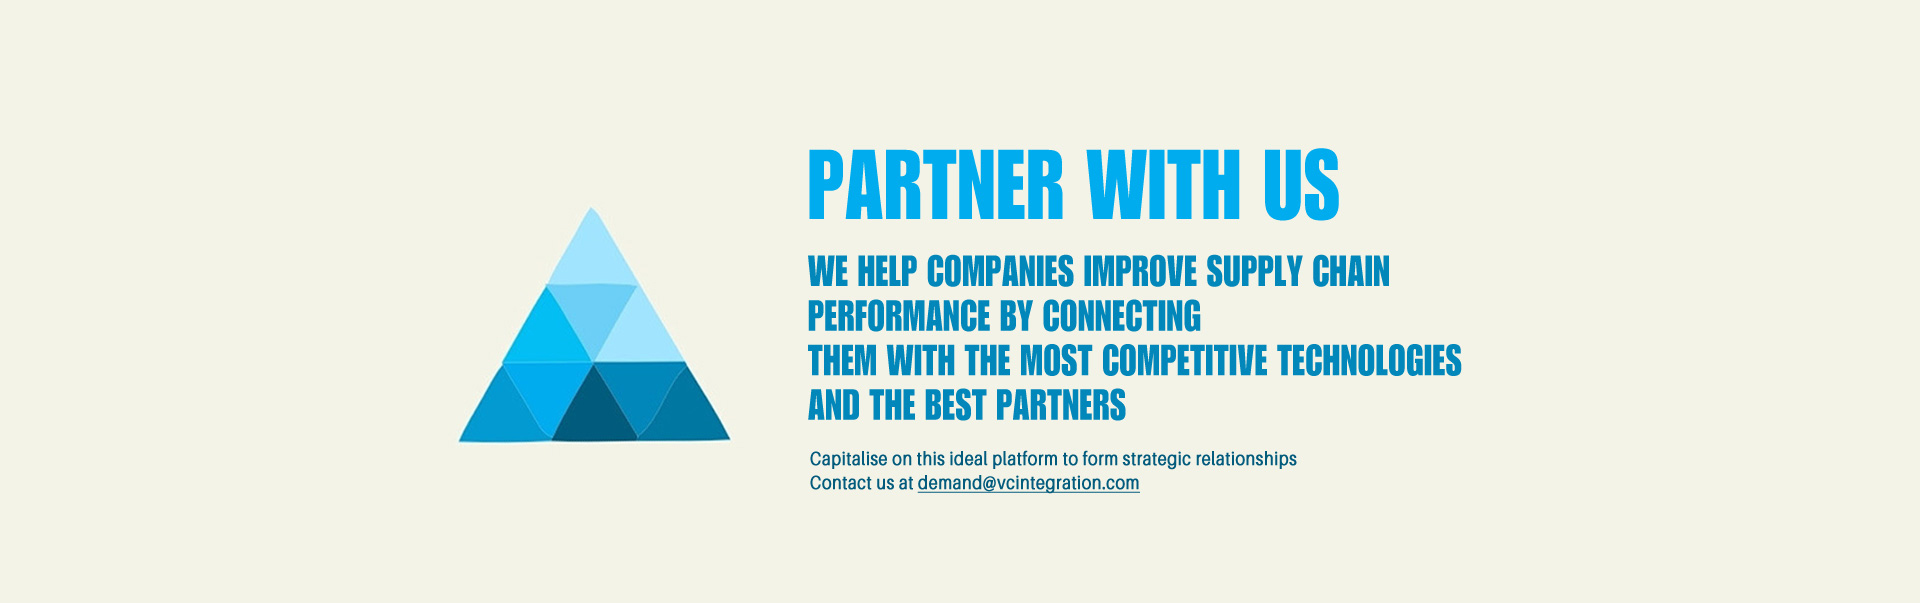 PARTNER WITH US
WE HELP COMPANIES IMPROVE SUPPLY CHAIN
PERFORMANCE BY CONNECTING
THEM WITH THE MOST COMPETITIVE TECHNOLOGIES
AND THE BEST PARTNERS
Capitalise on this ideal platform to form strategic relationships
Contact us at demand@vcintegration.com